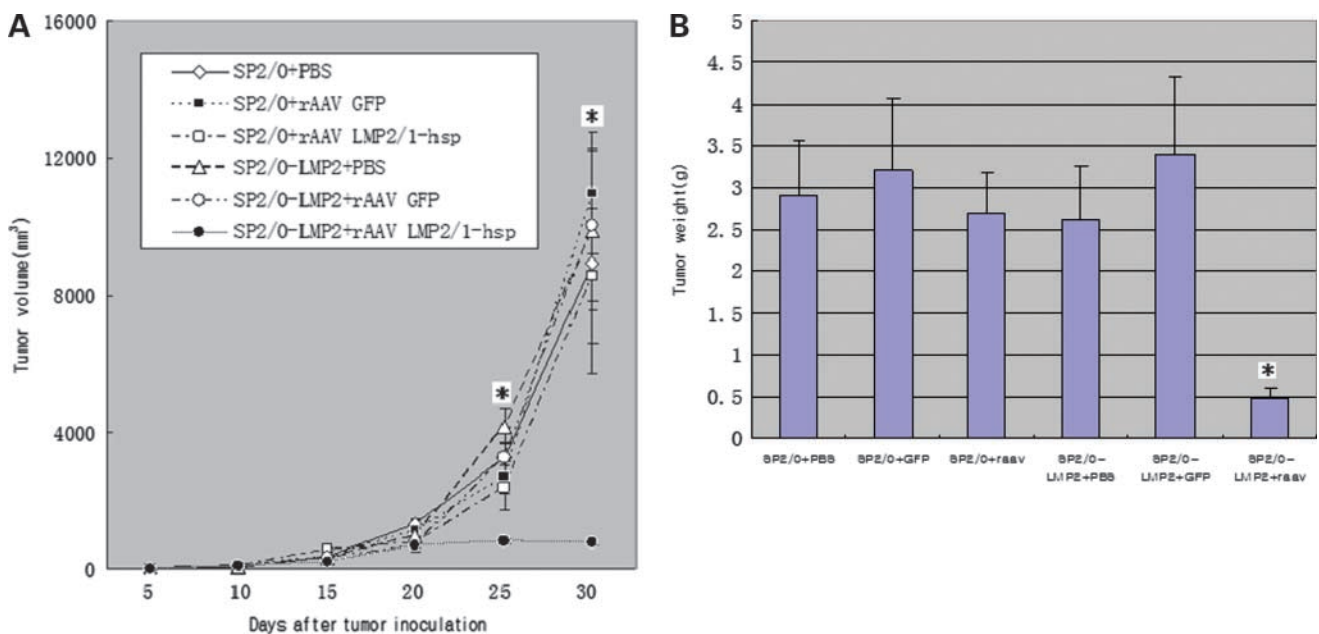 A
16000
12000
8000
4000
0
Tumor volume(mm³)
SP2/0+PBS
SP2/0+rAAV GFP
SP2/0+rAAV LMP2/1-hsp
SP2/0-LMP2+PBS
SP2/0-LMP2+rAAV GFP
SP2/0-LMP2+rAAV LMP2/1-hsp
*
*
5 10 15 20 25 30
Days after tumor inoculation
B
5
4.5
4
3.5
3
2.5
2
1.5
1
0.5
0
Tumor weight(g)
*
SP2/0+PBS SP2/0+GFP SP2/0+raav SP2/0- SP2/0- SP2/0-
LMP2+PBS LMP2+GFP LMP2+raav